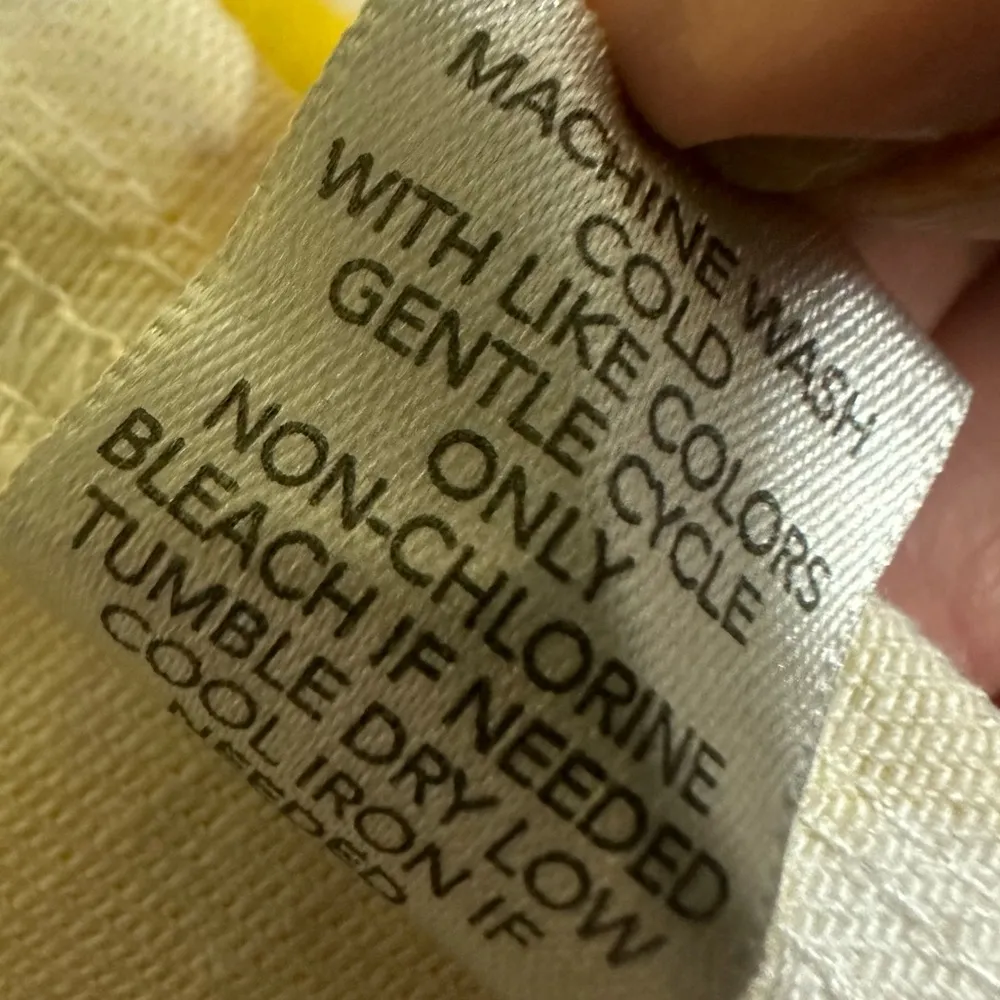 MACHINE WASH
COLD
WITH LIKE COLORS
GENTLE CYCLE
ONLY
NON-CHLORINE
BLEACH IF NEEDED
TUMBLE DRY LOW
COOL IRON IF
NEEDED